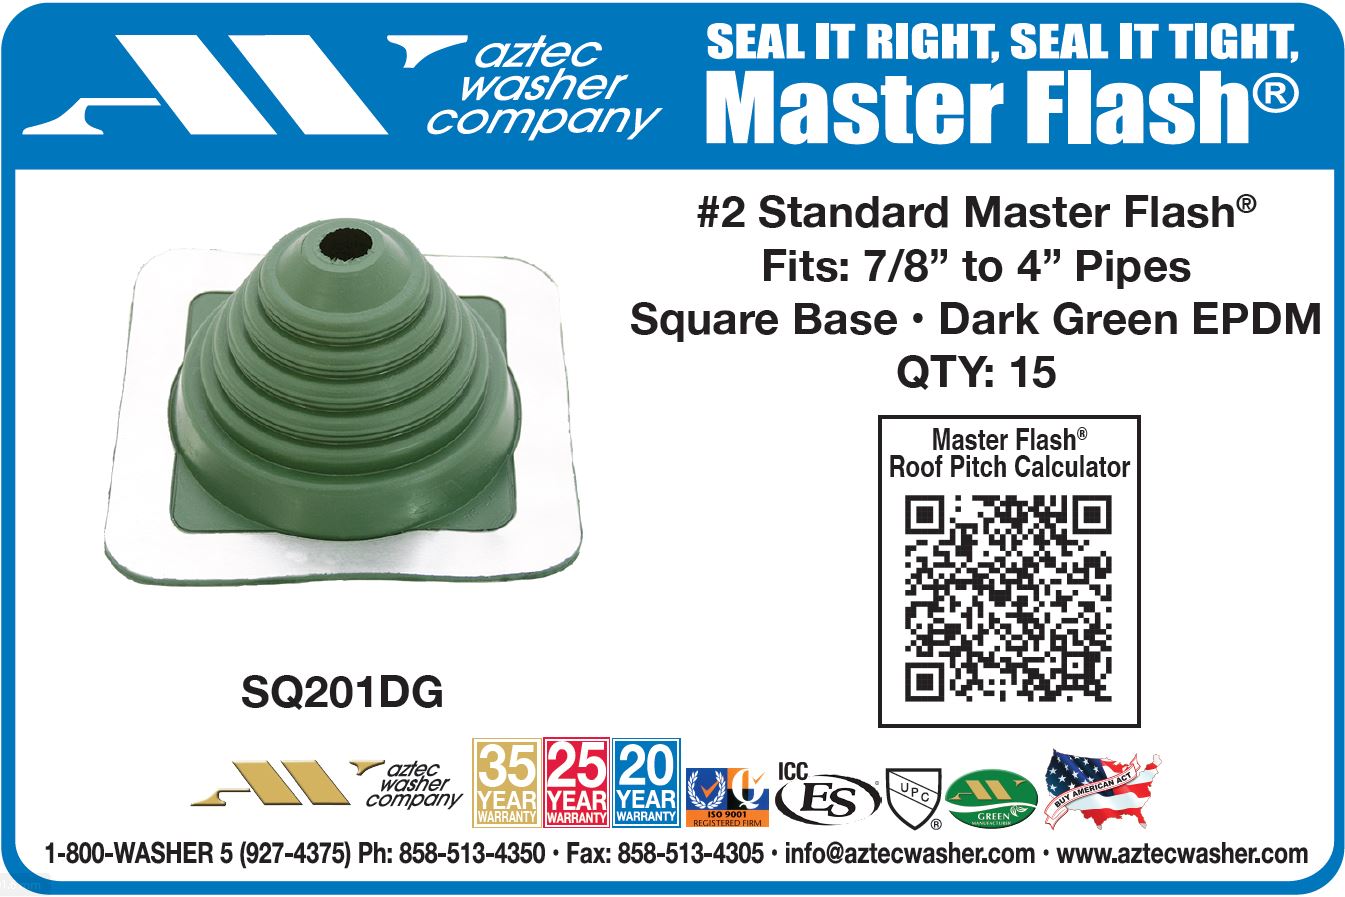 aztec
washer
company
SEAL IT RIGHT, SEAL IT TIGHT,
Master Flash®
#2 Standard Master Flash®
Fits: 7/8” to 4” Pipes
Square Base • Dark Green EPDM
QTY: 15
Master Flash®
Roof Pitch Calculator
SQ201DG
aztec
washer
company
35
YEAR
WARRANTY
25
YEAR
WARRANTY
20
YEAR
WARRANTY
Q
ISO 9001
REGISTERED FIRM
ICC
ES®
UPC
®
GREEN
MANUFACTURER
BUY AMERICAN ACT
1-800-WASHER 5 (927-4375) Ph: 858-513-4350 • Fax: 858-513-4305 • info@aztecwasher.com • www.aztecwasher.com